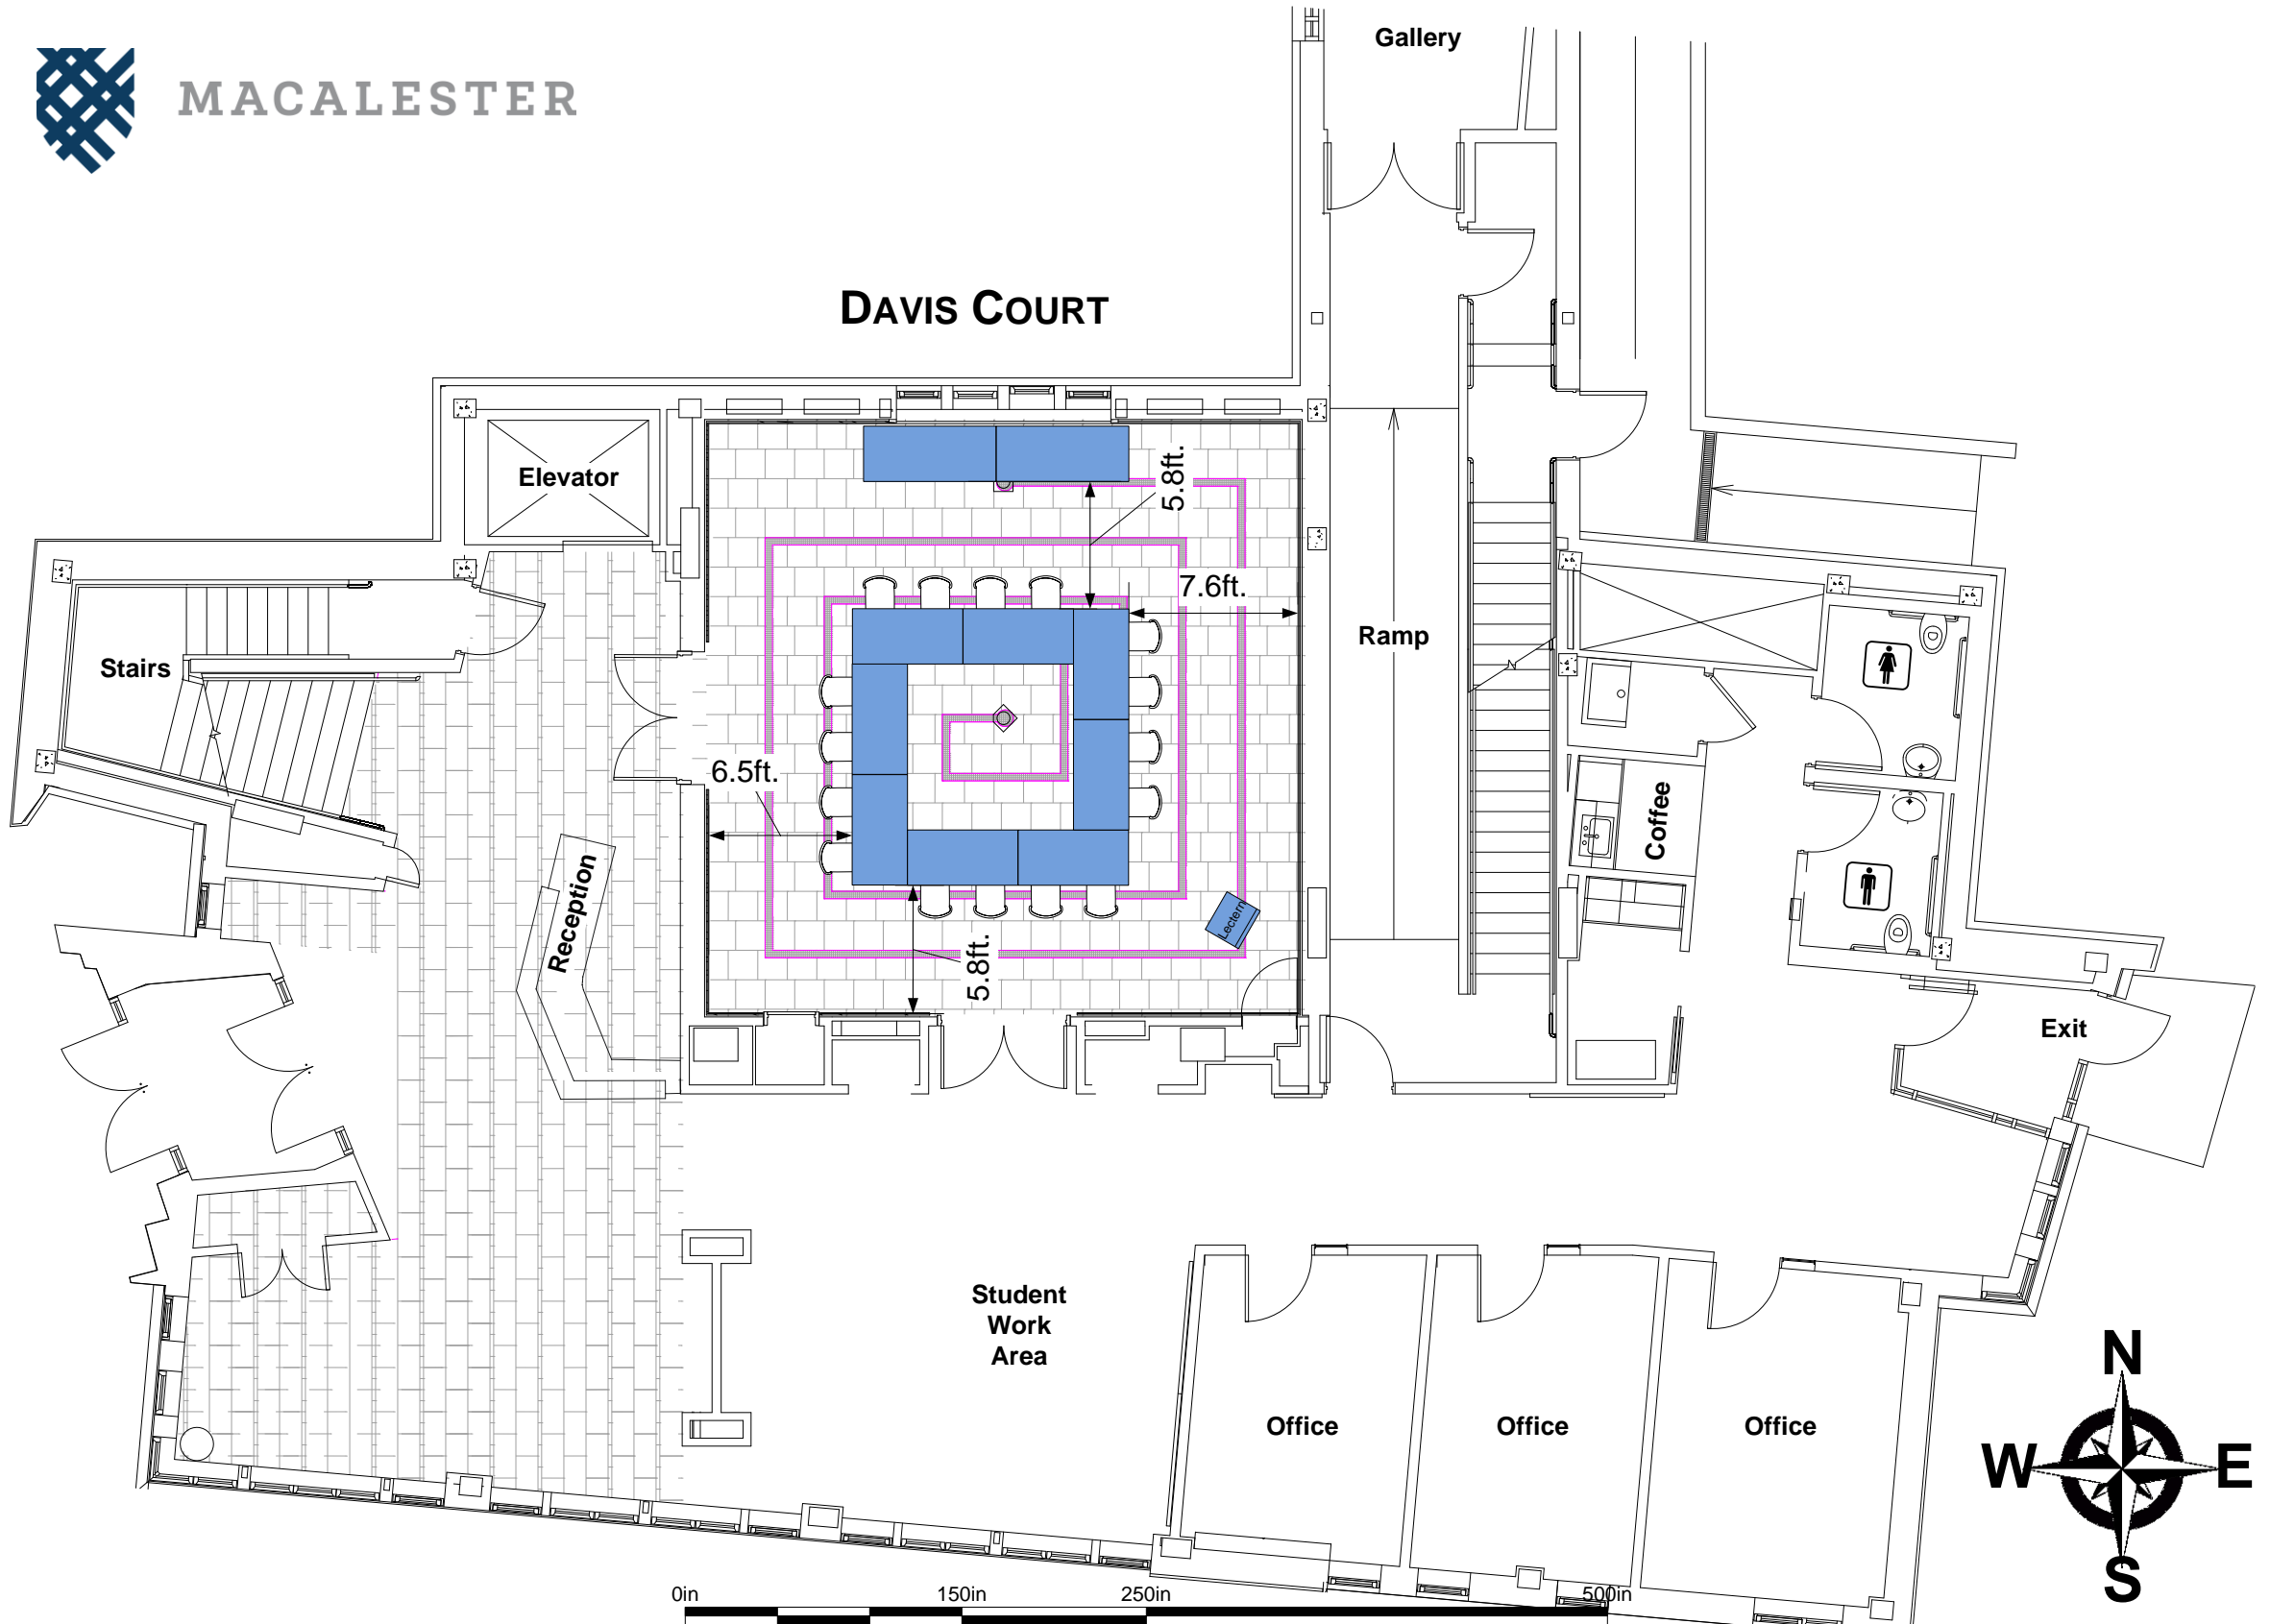 Gallery
MACALESTER
DAVIS COURT
Elevator
5.8ft.
7.6ft.
Stairs
Ramp
6.5ft.
Coffee
Reception
Lectern
5.8ft.
Exit
Student
Work
Area
Office
Office
Office
N
W
E
S
0in
150in
250in
500in